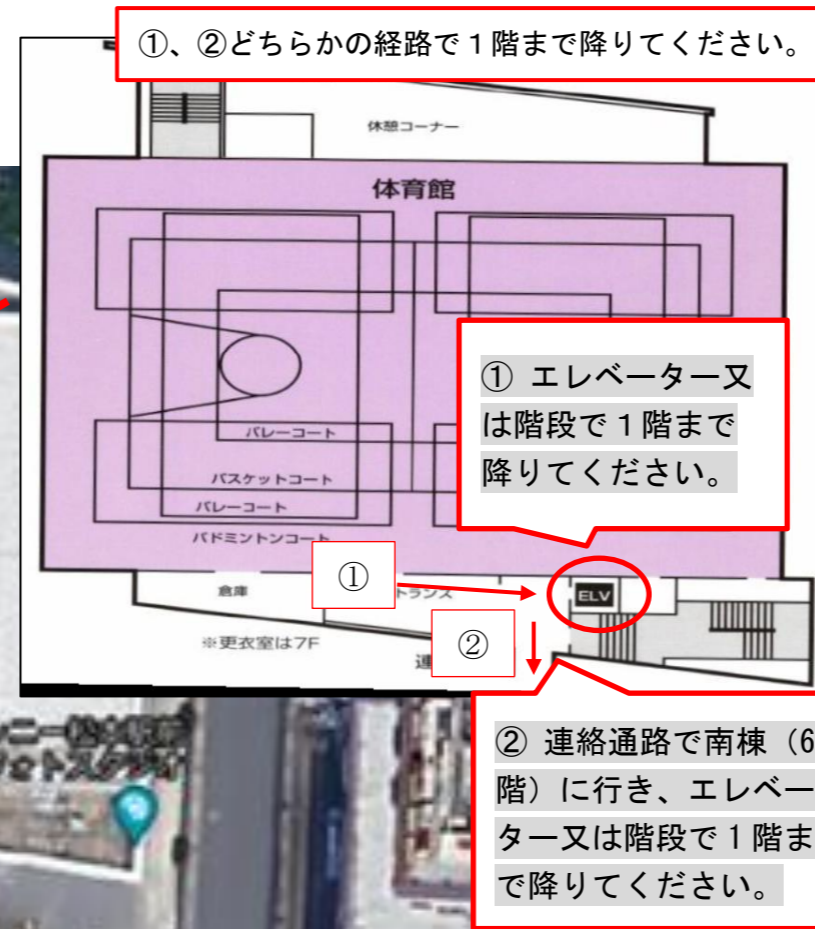 ①、②どちらかの経路で１階まで降りてください。
休憩コーナー
体育館
① エレベーター又
は階段で１階まで
降りてください。
バレーコート
バスケットコート
バレーコート
バドミントンコート
①
倉庫
トランス
ELV
※更衣室は7F
②
連
② 連絡通路で南棟（6
階）に行き、エレベー
ター又は階段で１階ま
で降りてください。